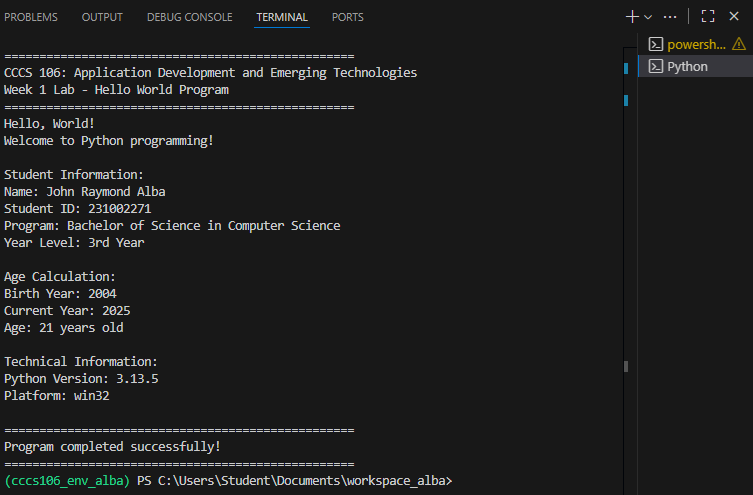 PROBLEMS OUTPUT DEBUG CONSOLE TERMINAL PORTS
powersh...
Python
==================================================
CCCS 106: Application Development and Emerging Technologies
Week 1 Lab - Hello World Program
==================================================
Hello, World!
Welcome to Python programming!
Student Information:
Name: John Raymond Alba
Student ID: 231002271
Program: Bachelor of Science in Computer Science
Year Level: 3rd Year
Age Calculation:
Birth Year: 2004
Current Year: 2025
Age: 21 years old
Technical Information:
Python Version: 3.13.5
Platform: win32
==================================================
Program completed successfully!
==================================================
(cccs106_env_alba) PS C:\Users\Student\Documents\workspace_alba>